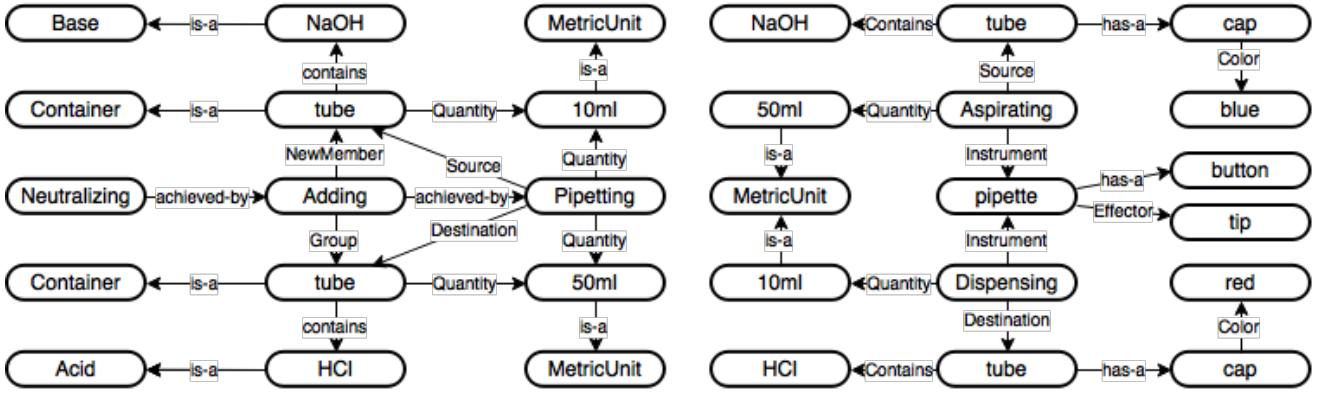 Base is-a NaOH MetricUnit NaOH Contains tube has-a cap
contains is-a Source Color
Container is-a tube Quantity 10ml 50ml Quantity Aspirating blue
NewMember Source Quantity is-a Instrument has-a button
Neutralizing achieved-by Adding achieved-by Pipetting MetricUnit pipette Effector tip
Group Destination Quantity is-a Instrument
Container is-a tube Quantity 50ml 10ml Quantity Dispensing red
contains is-a Destination Color
Acid is-a HCl MetricUnit HCl Contains tube has-a cap